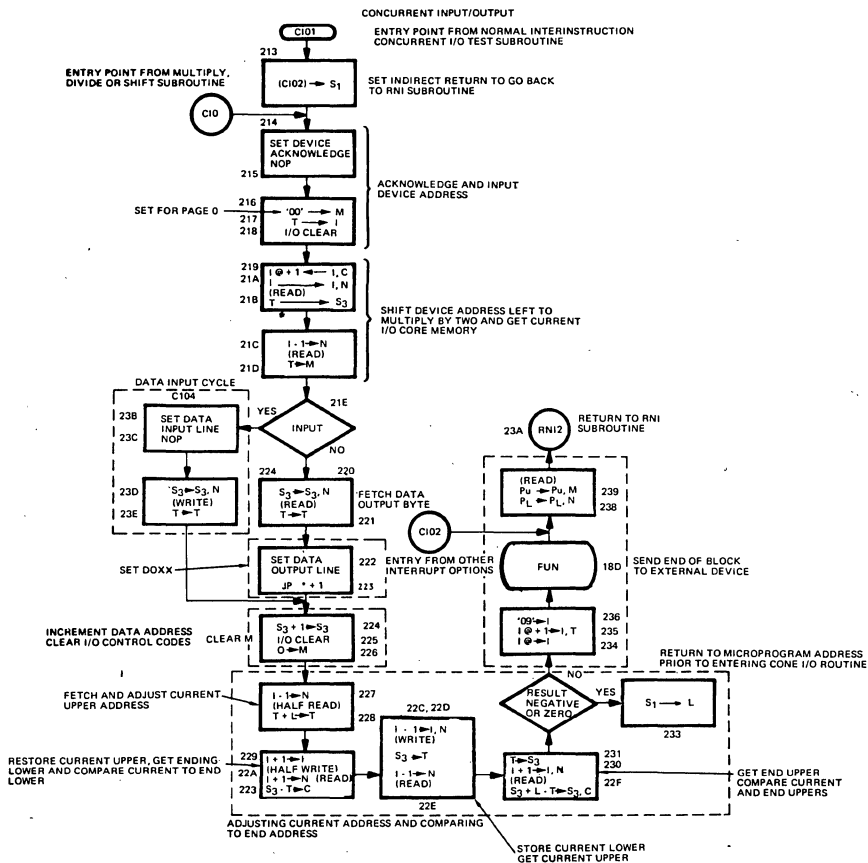 CONCURRENT INPUT/OUTPUT
CI01
ENTRY POINT FROM NORMAL INTERINSTRUCTION
CONCURRENT I/O TEST SUBROUTINE
213
ENTRY POINT FROM MULTIPLY,
DIVIDE OR SHIFT SUBROUTINE
(CI02) → S1
SET INDIRECT RETURN TO GO BACK
TO RNI SUBROUTINE
CI0
214
SET DEVICE
ACKNOWLEDGE
NOP
215
ACKNOWLEDGE AND INPUT
DEVICE ADDRESS
SET FOR PAGE 0
216
217
218
'00' → M
T → I
I/O CLEAR
219
21A
21B
I @ + 1 ← I, C
I → I, N
(READ)
T → S3
SHIFT DEVICE ADDRESS LEFT TO
MULTIPLY BY TWO AND GET CURRENT
I/O CORE MEMORY
21C
21D
I - 1 → N
(READ)
T → M
DATA INPUT CYCLE
C104
21E
YES
INPUT
NO
23B
23C
SET DATA
INPUT LINE
NOP
23A
RNI2
RETURN TO RNI
SUBROUTINE
23D
23E
S3 → S3, N
(WRITE)
T → T
224
220
S3 → S3, N
(READ)
T → T
FETCH DATA
OUTPUT BYTE
221
(READ)
Pu → Pu, M
PL → PL, N
239
238
CI02
ENTRY FROM OTHER
INTERRUPT OPTIONS
SET DOXX
SET DATA
OUTPUT LINE
JP * + 1
222
223
FUN
18D
SEND END OF BLOCK
TO EXTERNAL DEVICE
INCREMENT DATA ADDRESS
CLEAR I/O CONTROL CODES
CLEAR M
S3 + 1 → S3
I/O CLEAR
O → M
224
225
226
'09' → I
I @ + 1 → I, T
I @ → I
236
235
234
RETURN TO MICROPROGRAM ADDRESS
PRIOR TO ENTERING CONE I/O ROUTINE
FETCH AND ADJUST CURRENT
UPPER ADDRESS
I - 1 → N
(HALF READ)
T + L → T
227
228
NO
RESULT
NEGATIVE
OR ZERO
YES
S1 → L
233
22C, 22D
I - 1 → I, N
(WRITE)
S3 → T
I - 1 → N
(READ)
22E
RESTORE CURRENT UPPER, GET ENDING
LOWER AND COMPARE CURRENT TO END
LOWER
229
22A
223
I + 1 → I
(HALF WRITE)
I + 1 → N (READ)
S3 - T → C
T → S3
I + 1 → I, N
(READ)
S3 + L - T → S3, C
231
230
22F
GET END UPPER
COMPARE CURRENT
AND END UPPERS
ADJUSTING CURRENT ADDRESS AND COMPARING
TO END ADDRESS
STORE CURRENT LOWER
GET CURRENT UPPER